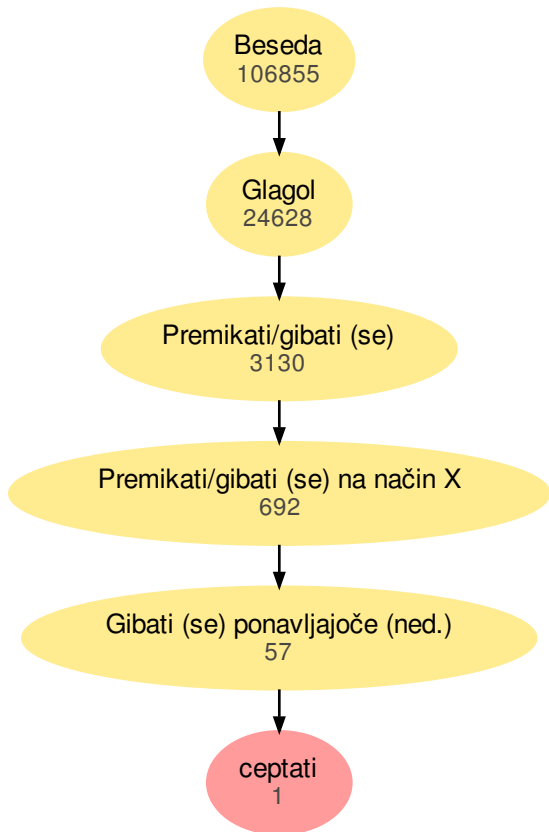 Beseda
106855
Glagol
24628
Premikati/gibati (se)
3130
Premikati/gibati (se) na način X
692
Gibati (se) ponavljajoče (ned.)
57
ceptati
1